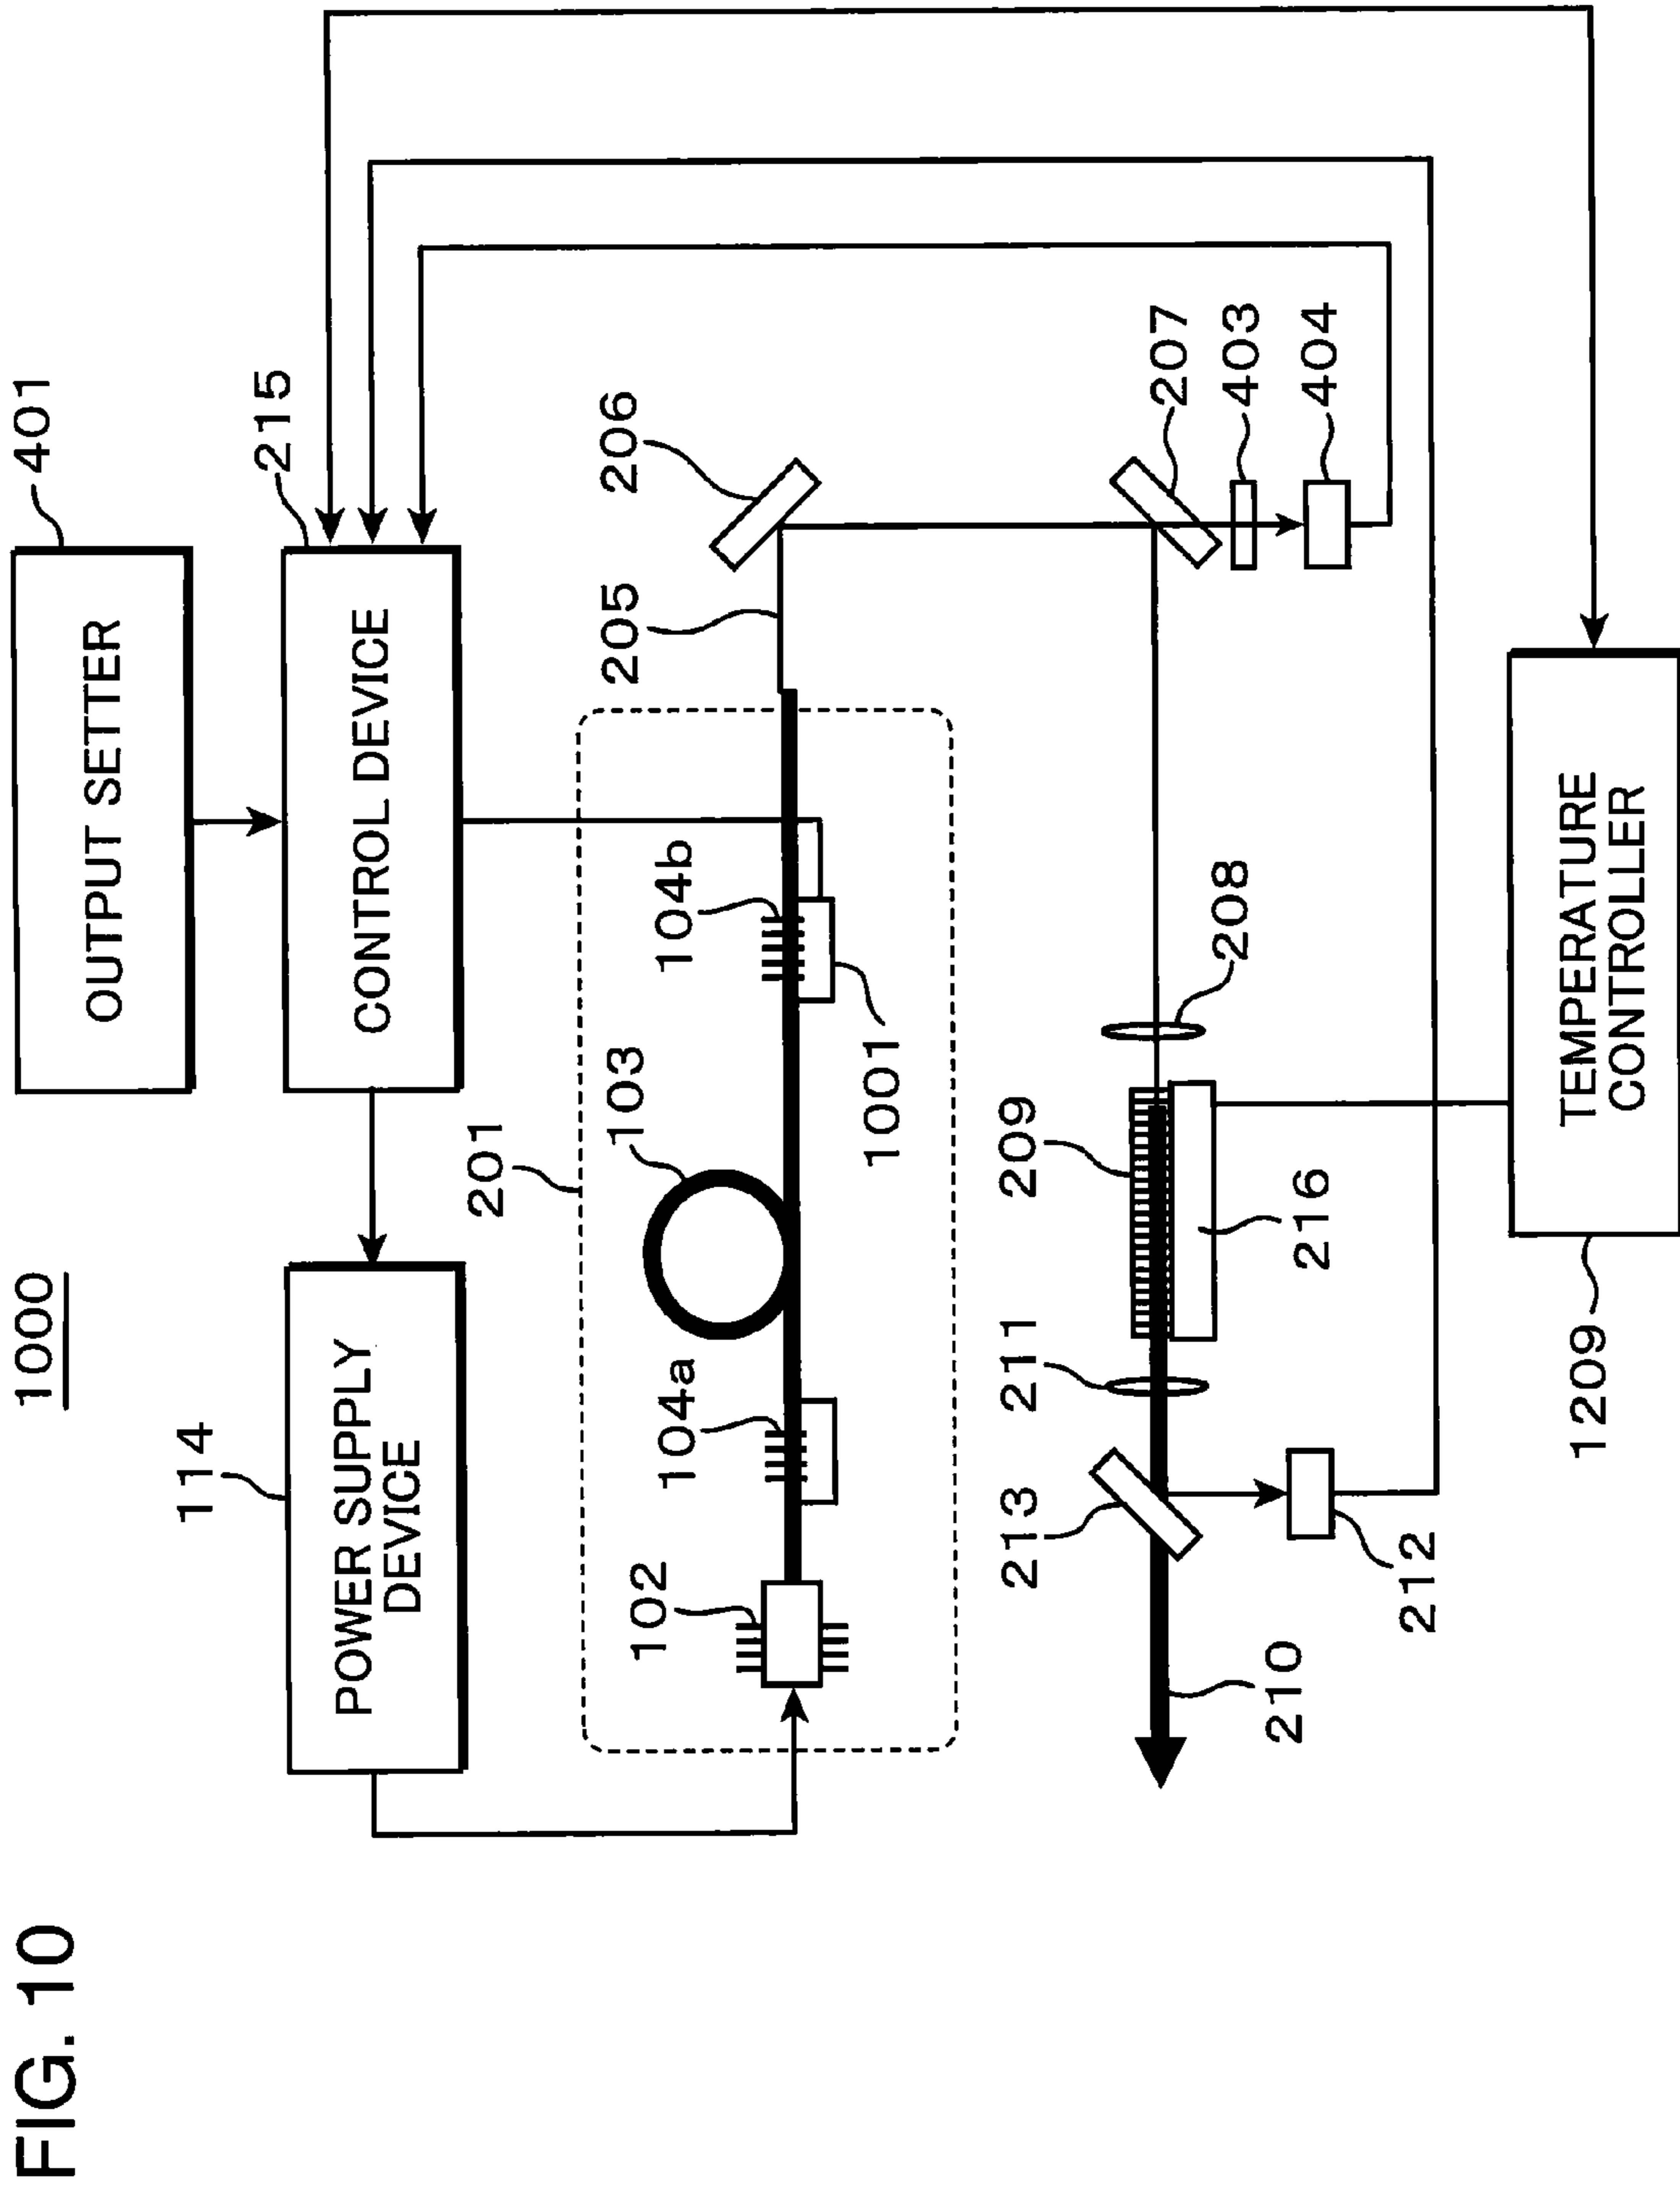 FIG. 10
1000
114
POWER SUPPLY
DEVICE
215
CONTROL DEVICE
401
OUTPUT SETTER
201
102
104a
103
104b
1001
205
206
213
211
209
208
207
403
404
210
212
216
1209
TEMPERATURE
CONTROLLER